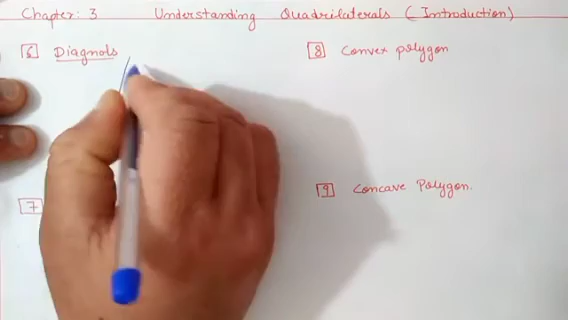 Chapter: 3 Understanding Quadrilaterals (Introduction)
6 Diagnols
8 Convex polygon
7
9 Concave Polygon.